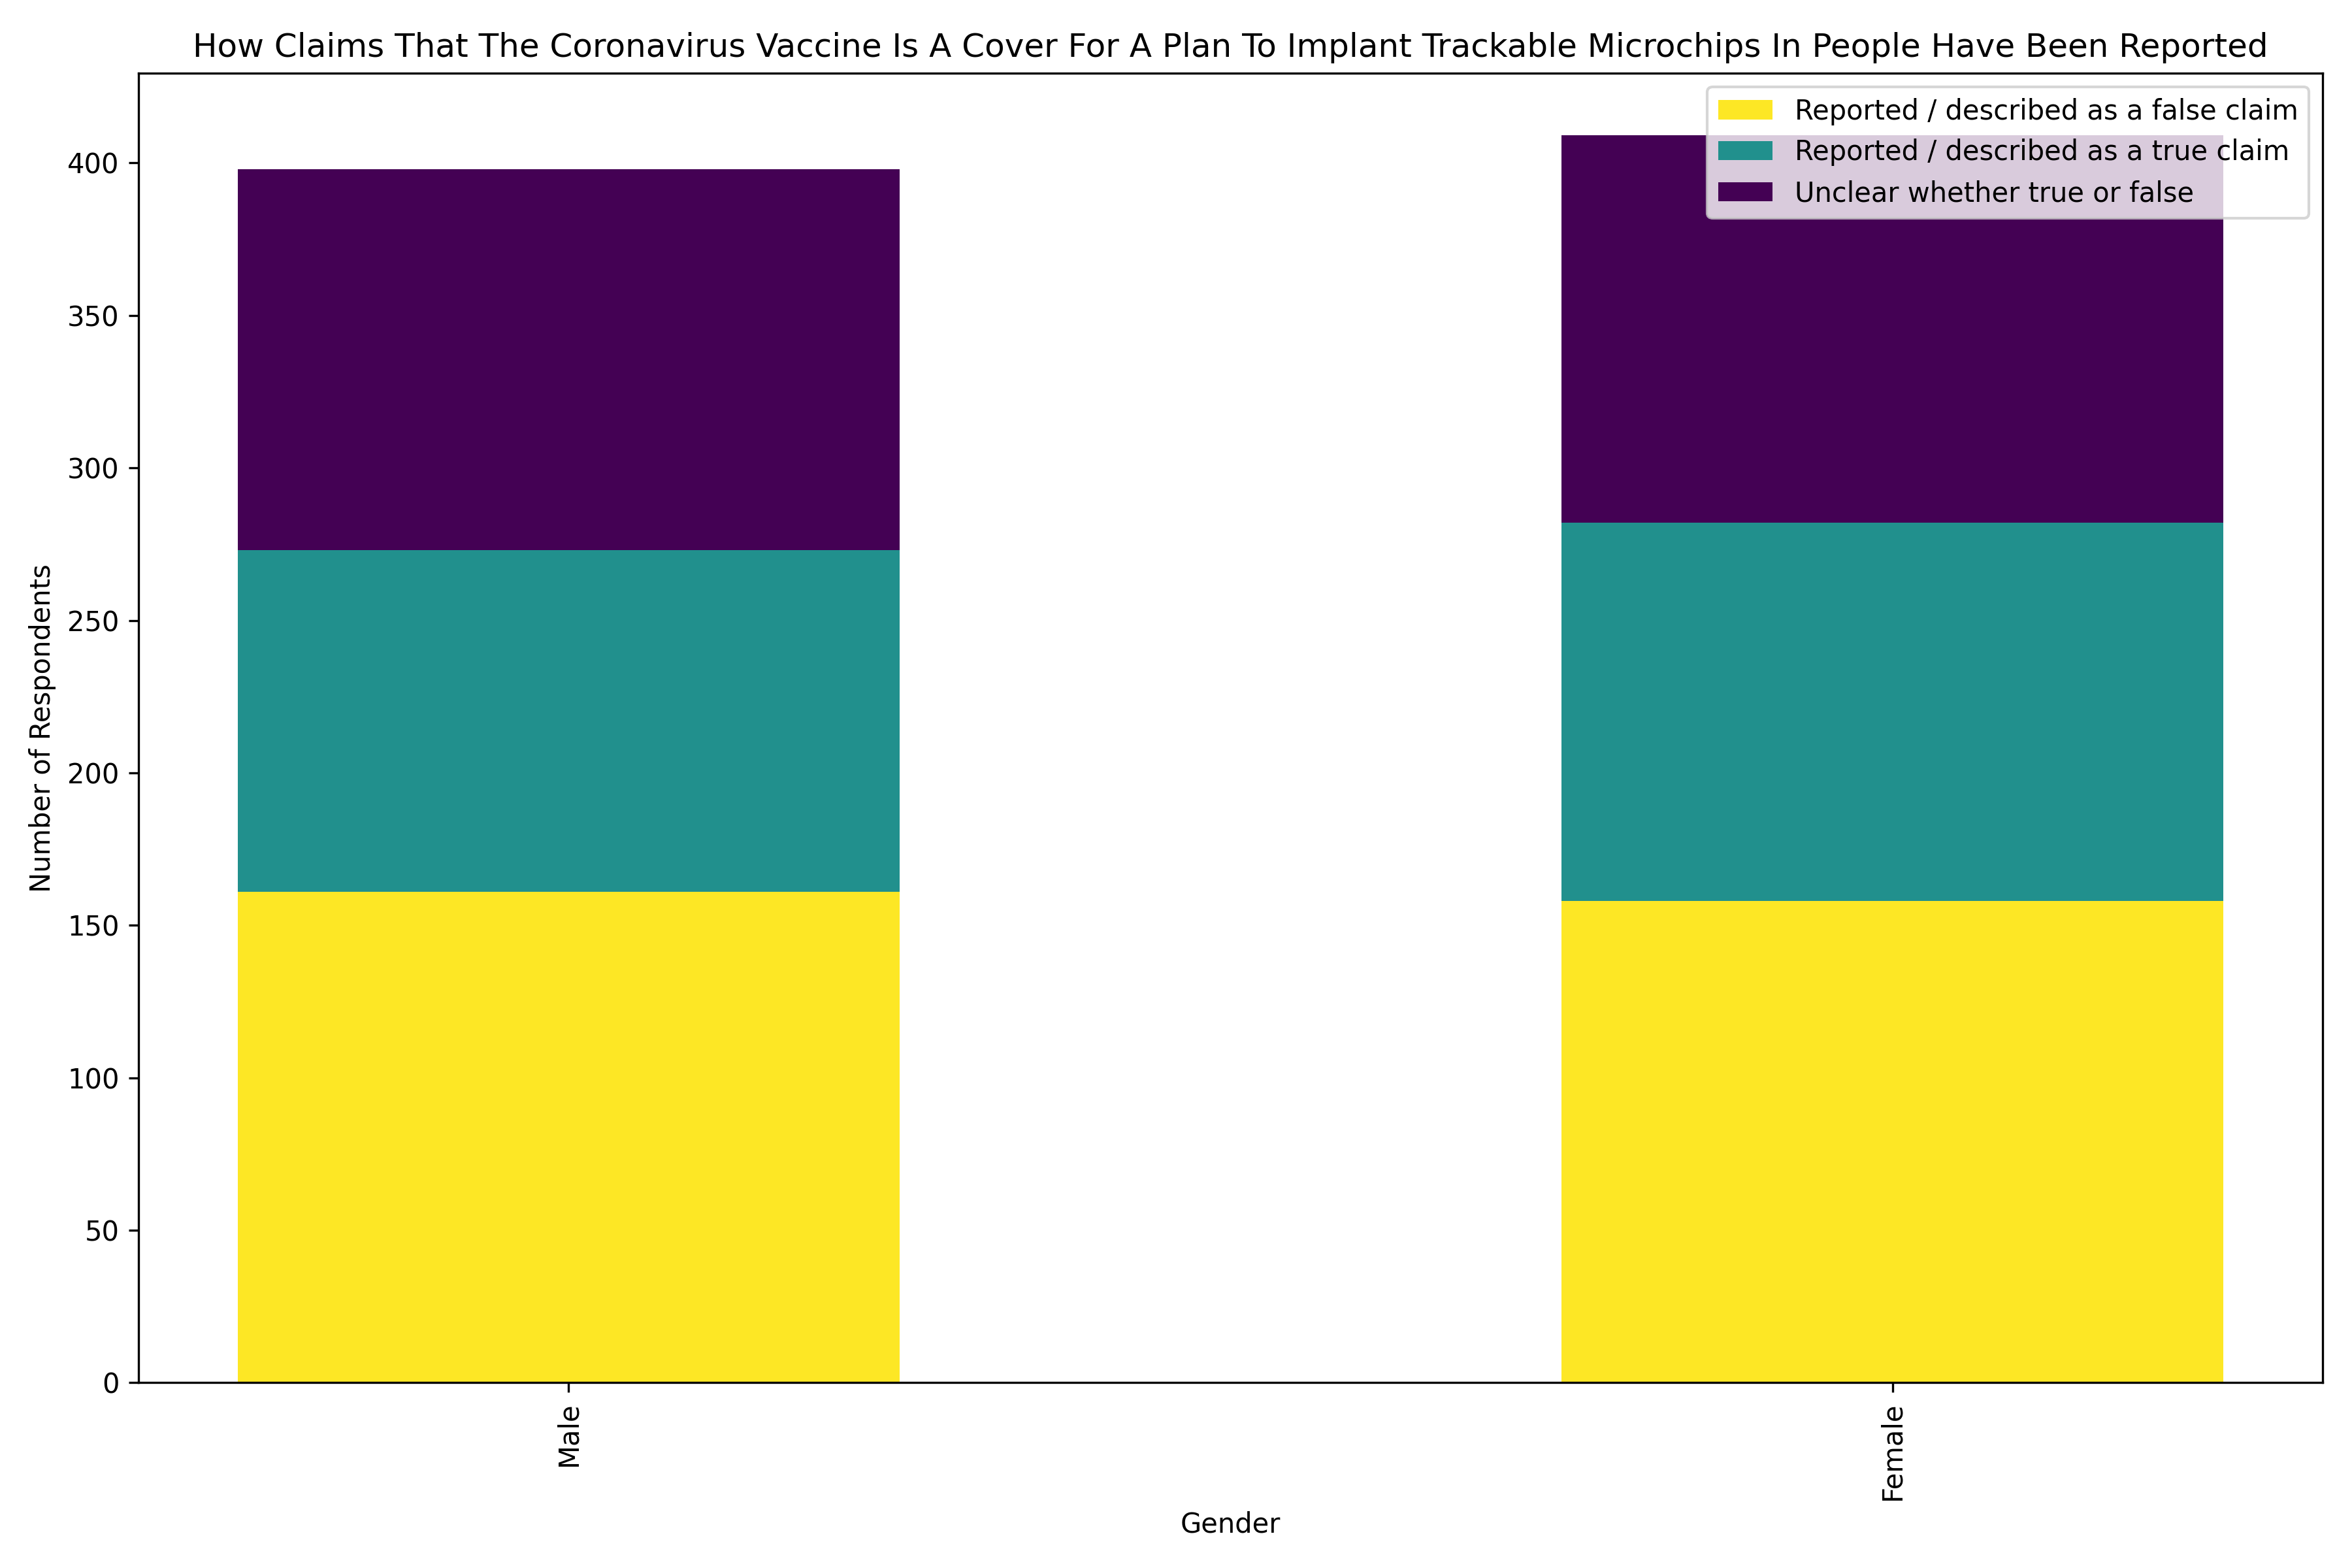 How Claims That The Coronavirus Vaccine Is A Cover For A Plan To Implant Trackable Microchips In People Have Been Reported
Reported / described as a false claim
Reported / described as a true claim
Unclear whether true or false
Number of Respondents
400
350
300
250
200
150
100
50
0
Male
Female
Gender